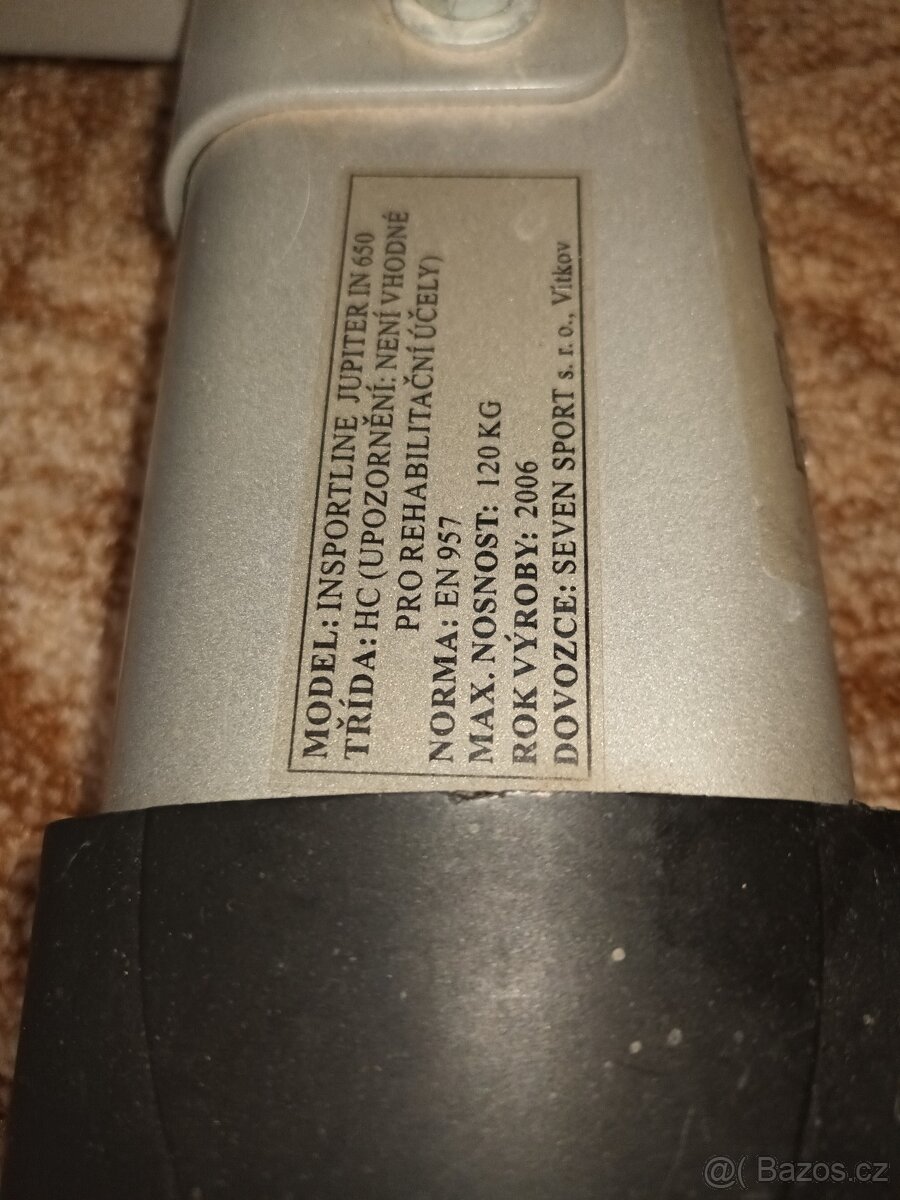 MODEL: INSPORTLINE JUPITER IN 650
TŘÍDA: HC (UPOZORNĚNÍ: NENÍ VHODNÉ
PRO REHABILITAČNÍ ÚČELY)
NORMA: EN 957
MAX. NOSNOST: 120 KG
ROK VÝROBY: 2006
DOVOZCE: SEVEN SPORT s. r. o., Vítkov
@( Bazos.cz